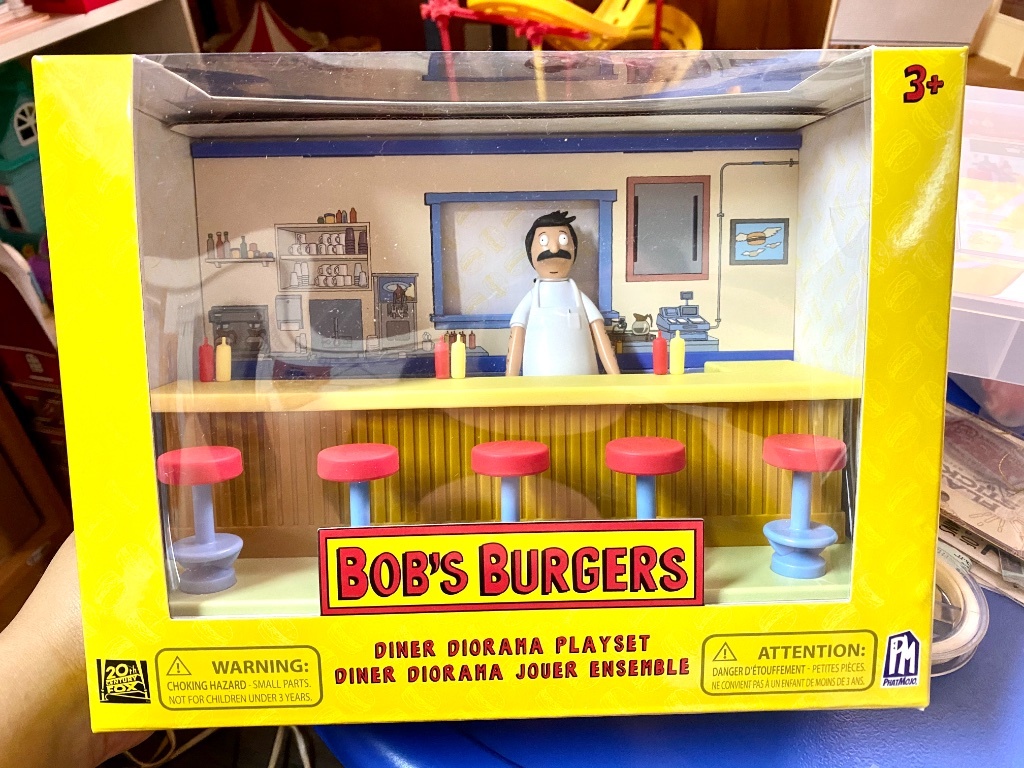 3+
BOB'S BURGERS
DINER DIORAMA PLAYSET
DINER DIORAMA JOUER ENSEMBLE
20TH
CENTURY
FOX
WARNING:
CHOKING HAZARD - SMALL PARTS.
NOT FOR CHILDREN UNDER 3 YEARS.
ATTENTION:
DANGER D'ÉTOUFFEMENT - PETITES PIÈCES.
NE CONVIENT PAS À UN ENFANT DE MOINS DE 3 ANS.
PM
PHATMOJO